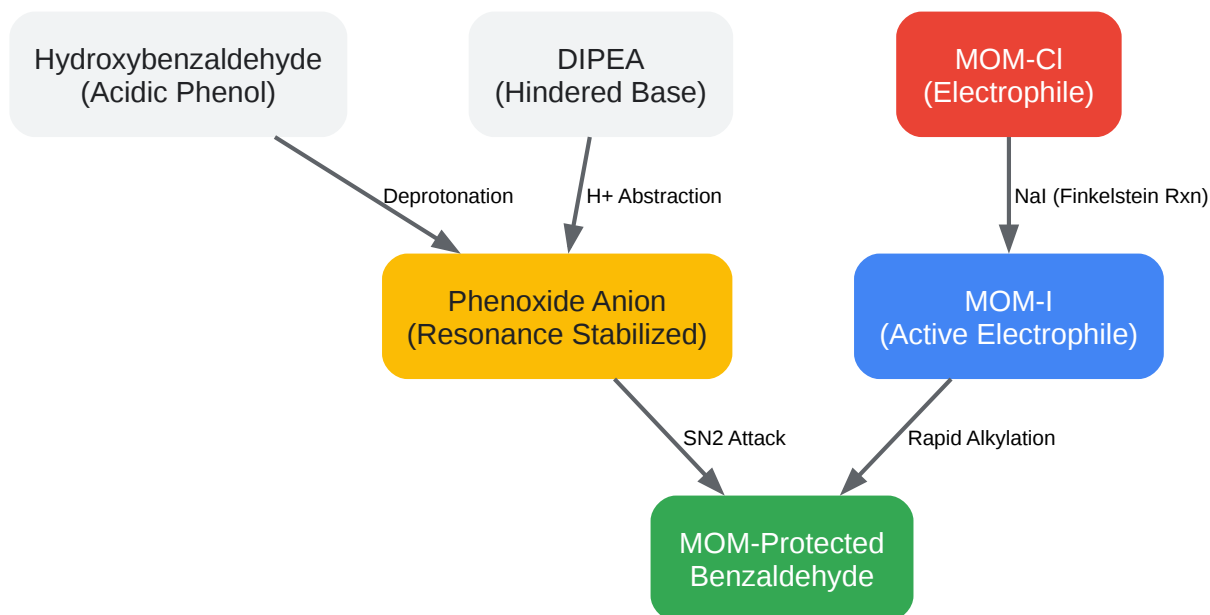 Hydroxybenzaldehyde
(Acidic Phenol)
DIPEA
(Hindered Base)
MOM-Cl
(Electrophile)
Deprotonation
H+ Abstraction
NaI (Finkelstein Rxn)
Phenoxide Anion
(Resonance Stabilized)
MOM-I
(Active Electrophile)
SN2 Attack
Rapid Alkylation
MOM-Protected
Benzaldehyde